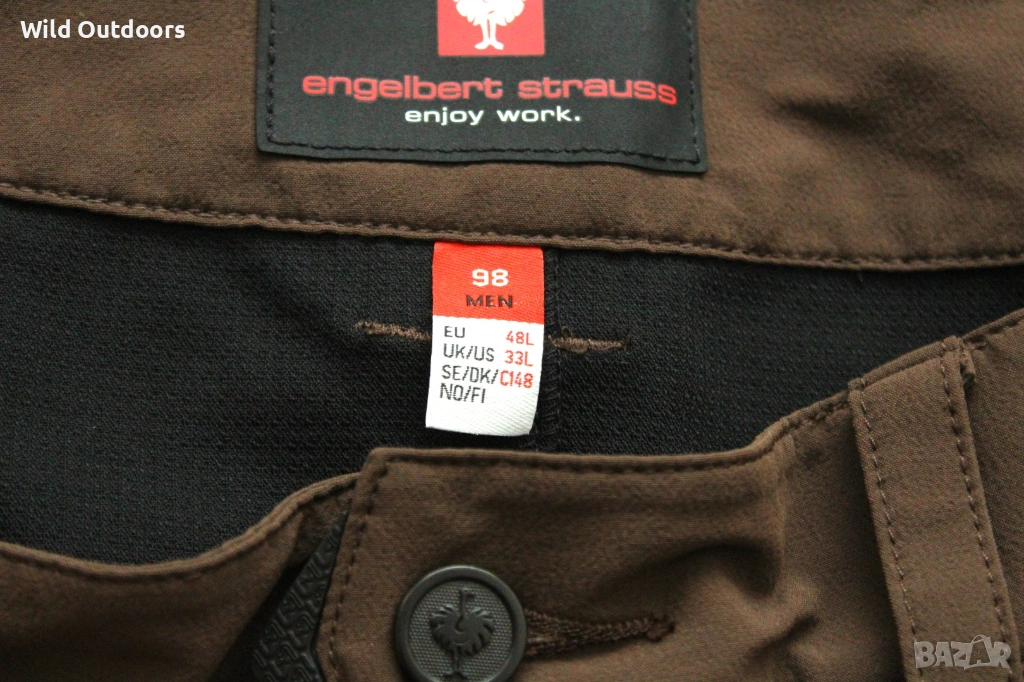 Wild Outdoors
engelbert strauss
enjoy work.
98
MEN
EU 48L
UK/US 33L
SE/DK/ C148
NO/FI
BAZAR